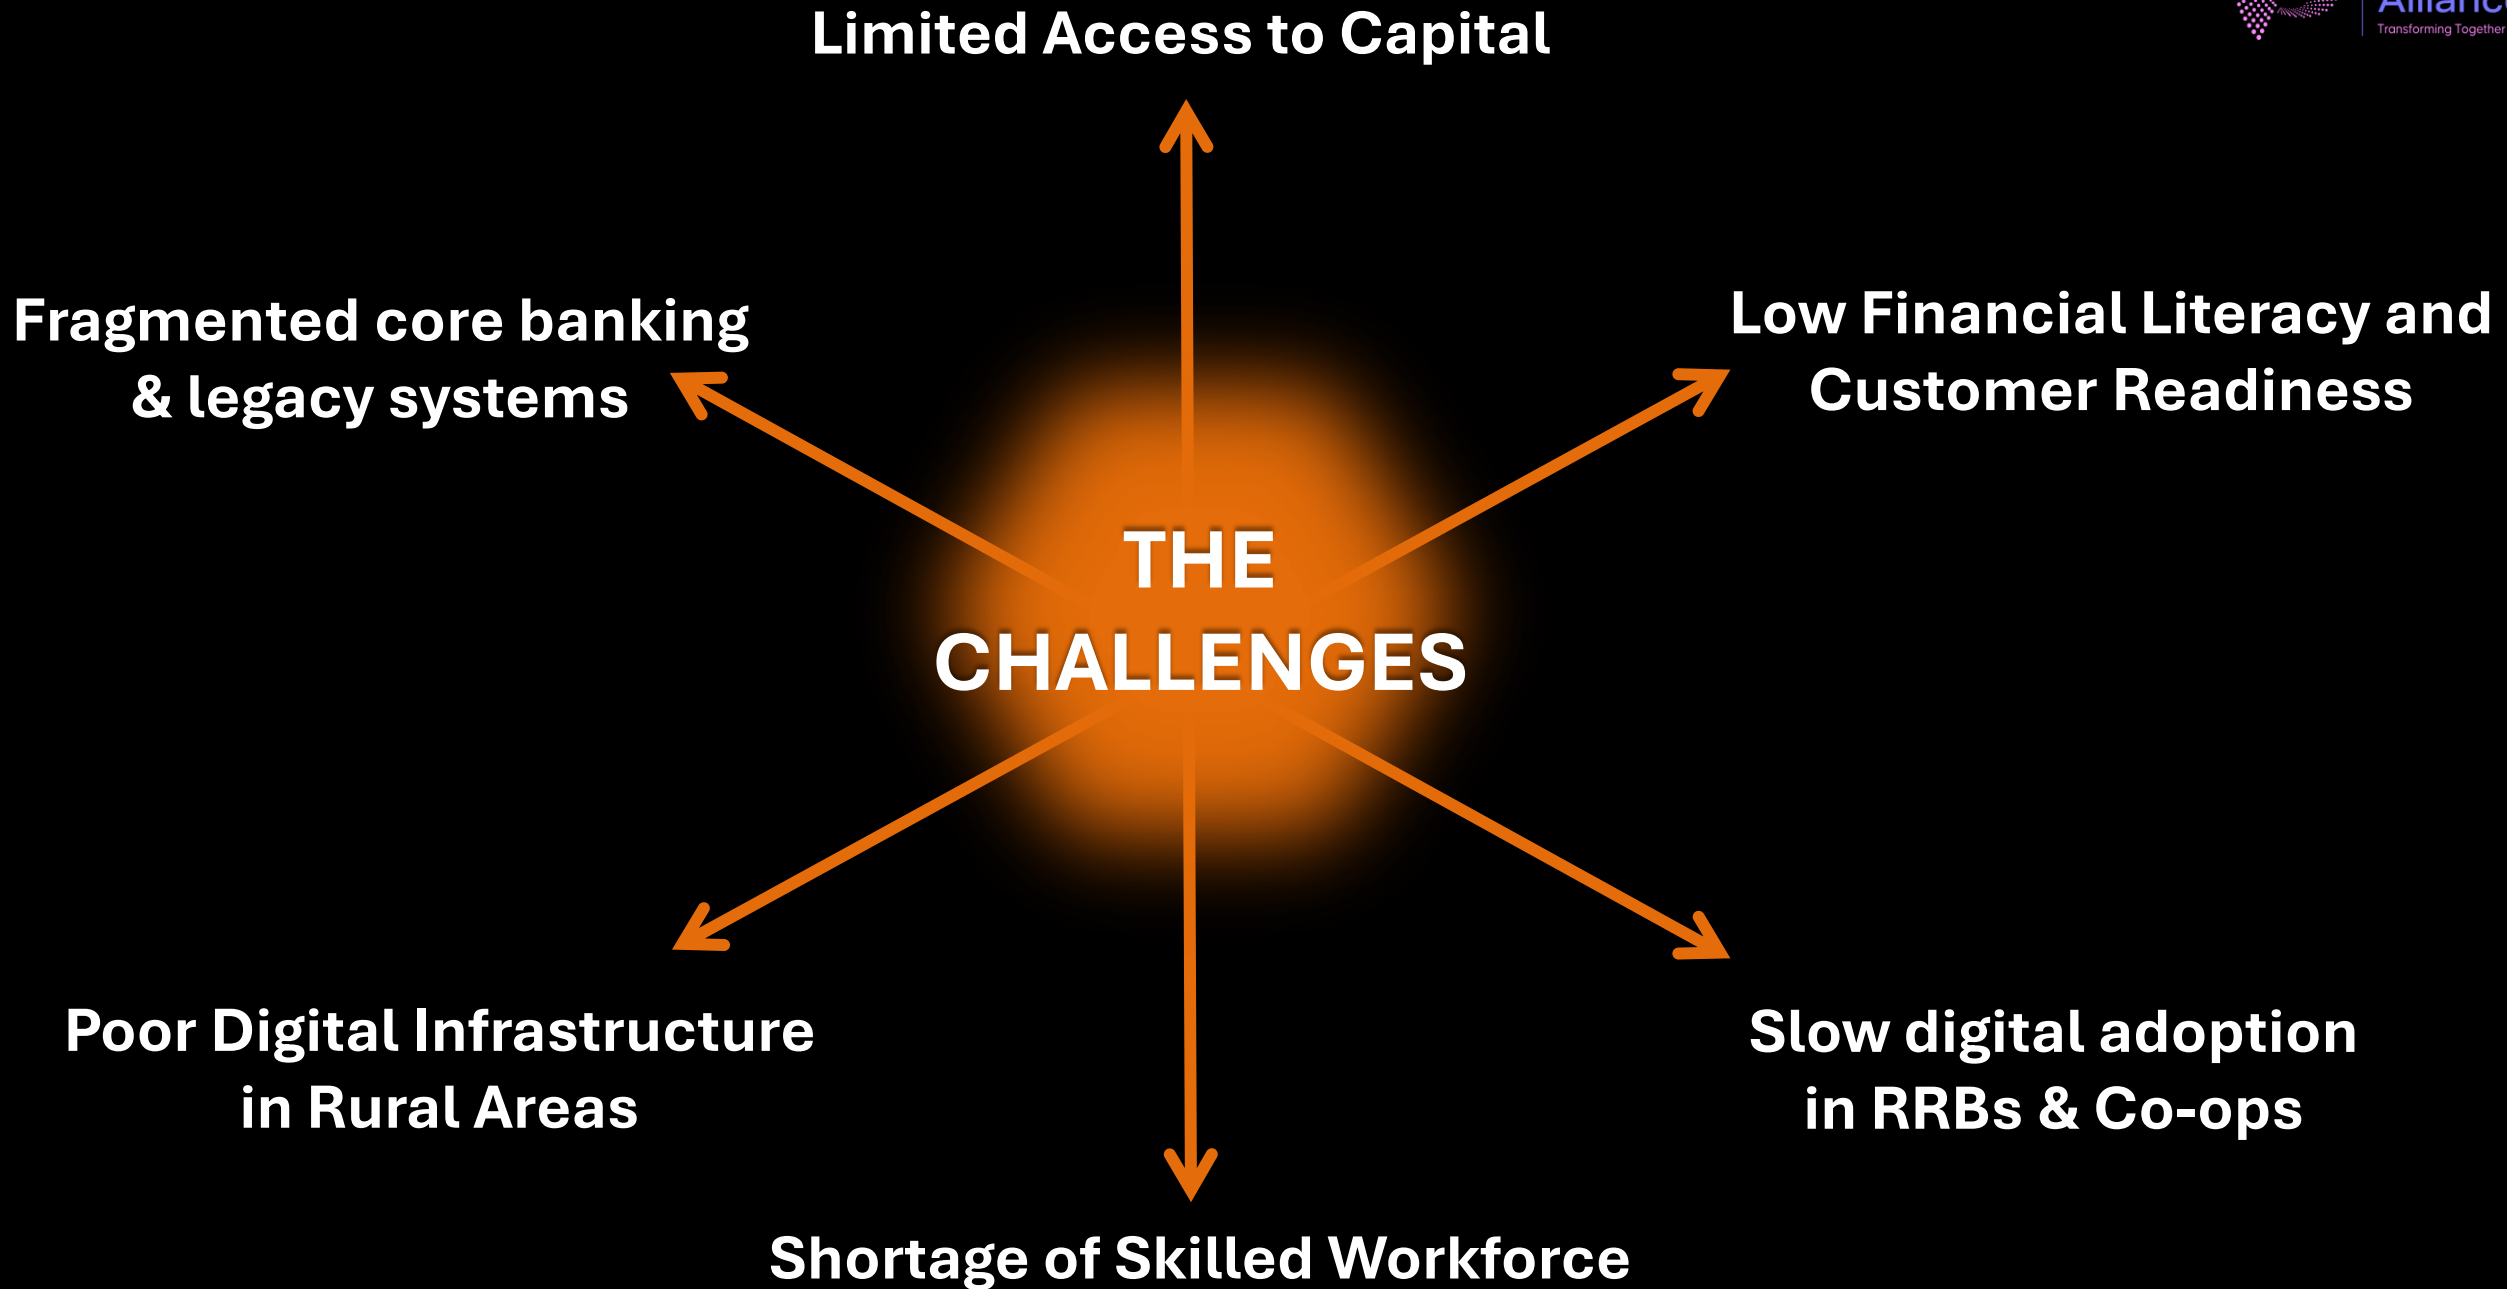 Limited Access to Capital
Transforming Together
Fragmented core banking
& legacy systems
Low Financial Literacy and
Customer Readiness
THE
CHALLENGES
Poor Digital Infrastructure
in Rural Areas
Slow digital adoption
in RRBs & Co-ops
Shortage of Skilled Workforce